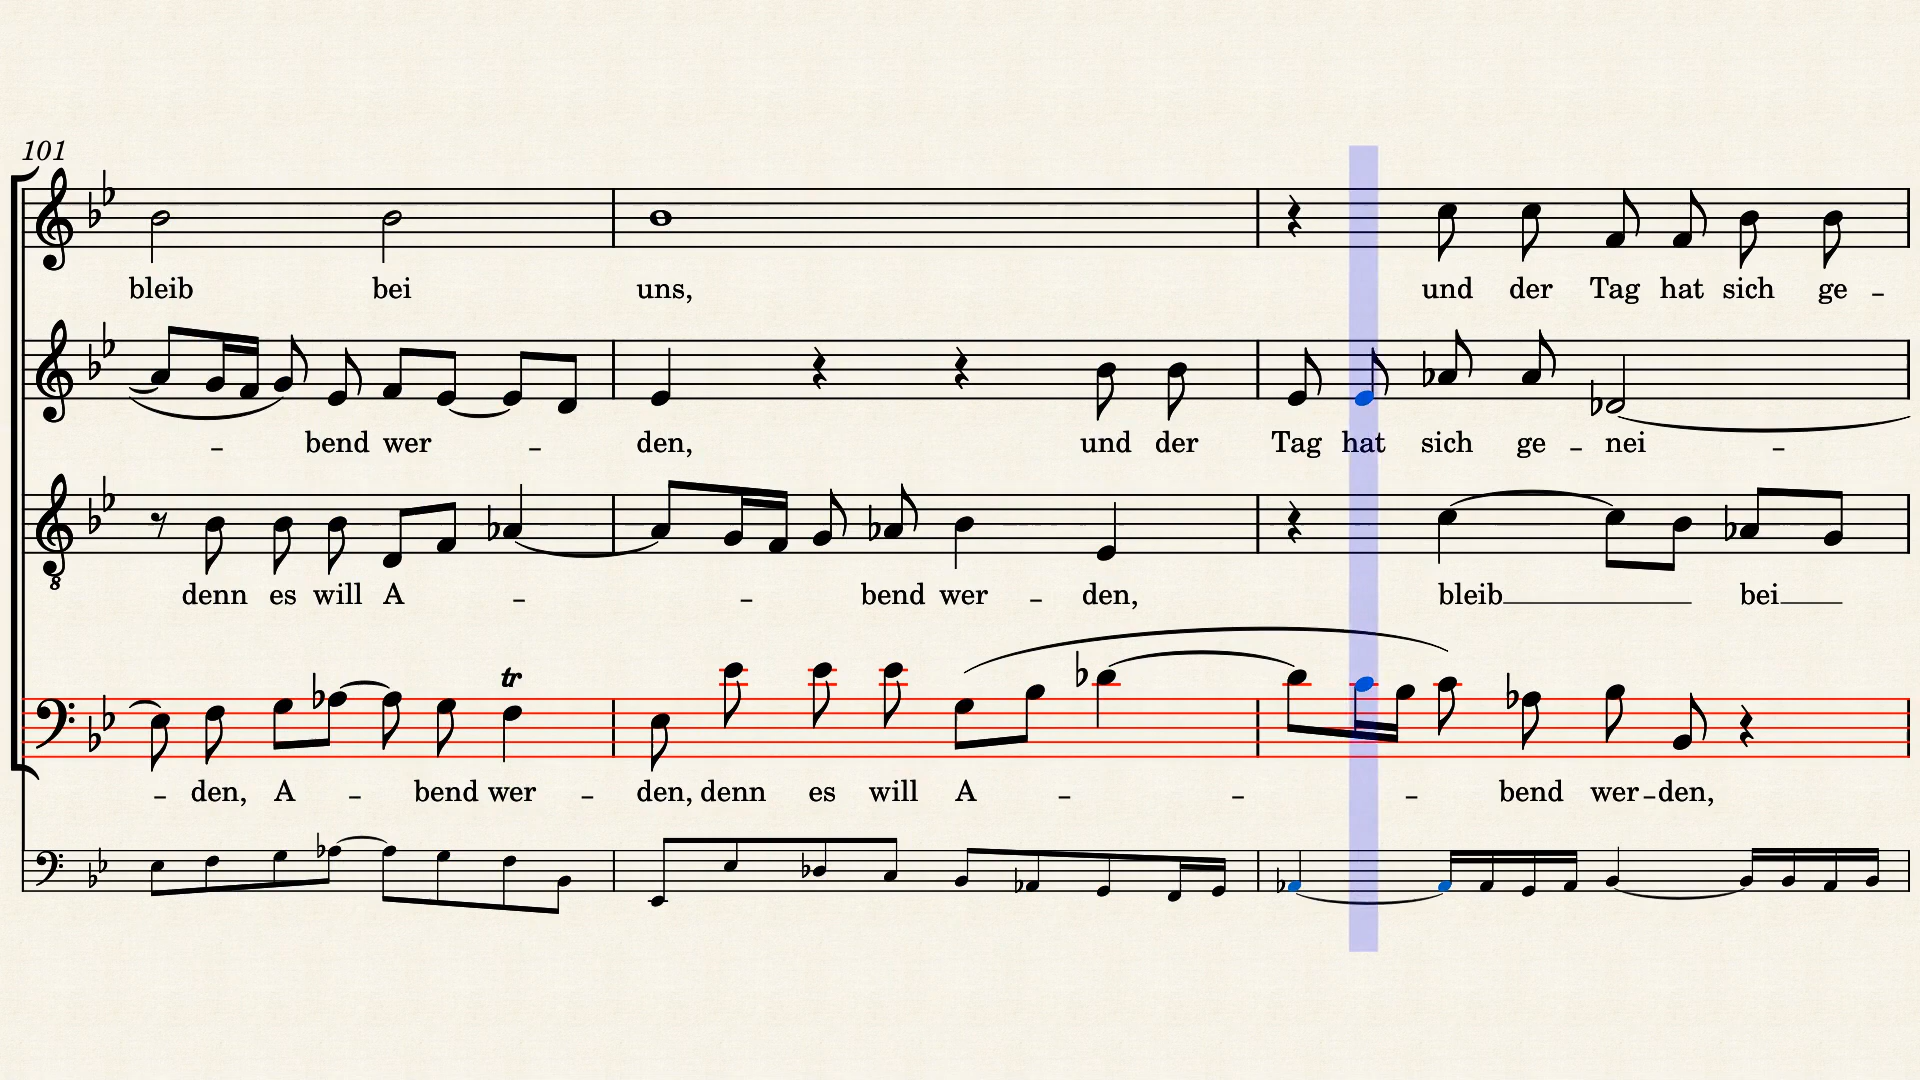 101
bleib bei uns, und der Tag hat sich ge -
- bend wer - den, und der Tag hat sich ge - nei -
8
denn es will A - - bend wer - den, bleib bei
tr
- den, A - bend wer - den, denn es will A - - - bend wer - den,